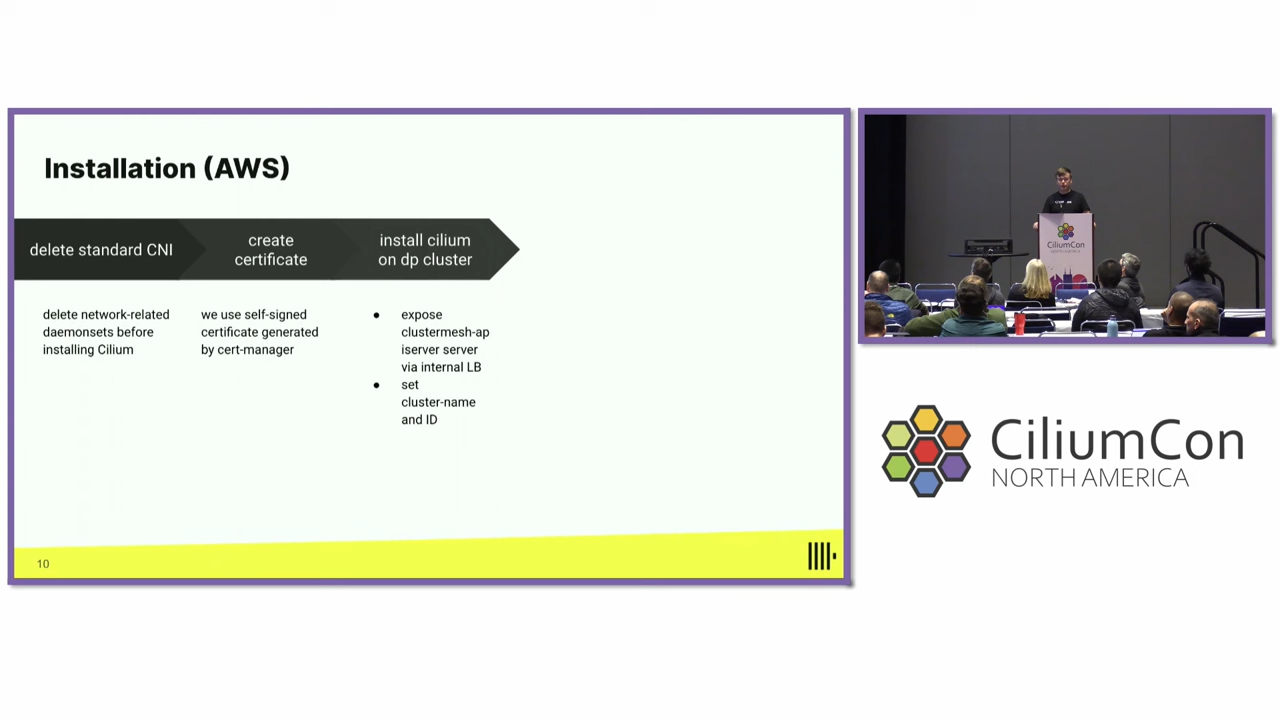 Installation (AWS)
delete standard CNI
create
certificate
install cilium
on dp cluster
delete network-related
daemonsets before
installing Cilium
we use self-signed
certificate generated
by cert-manager
● expose
clustermesh-ap
iserver server
via internal LB
● set
cluster-name
and ID
10
CiliumCon
CiliumCon
NORTH AMERICA